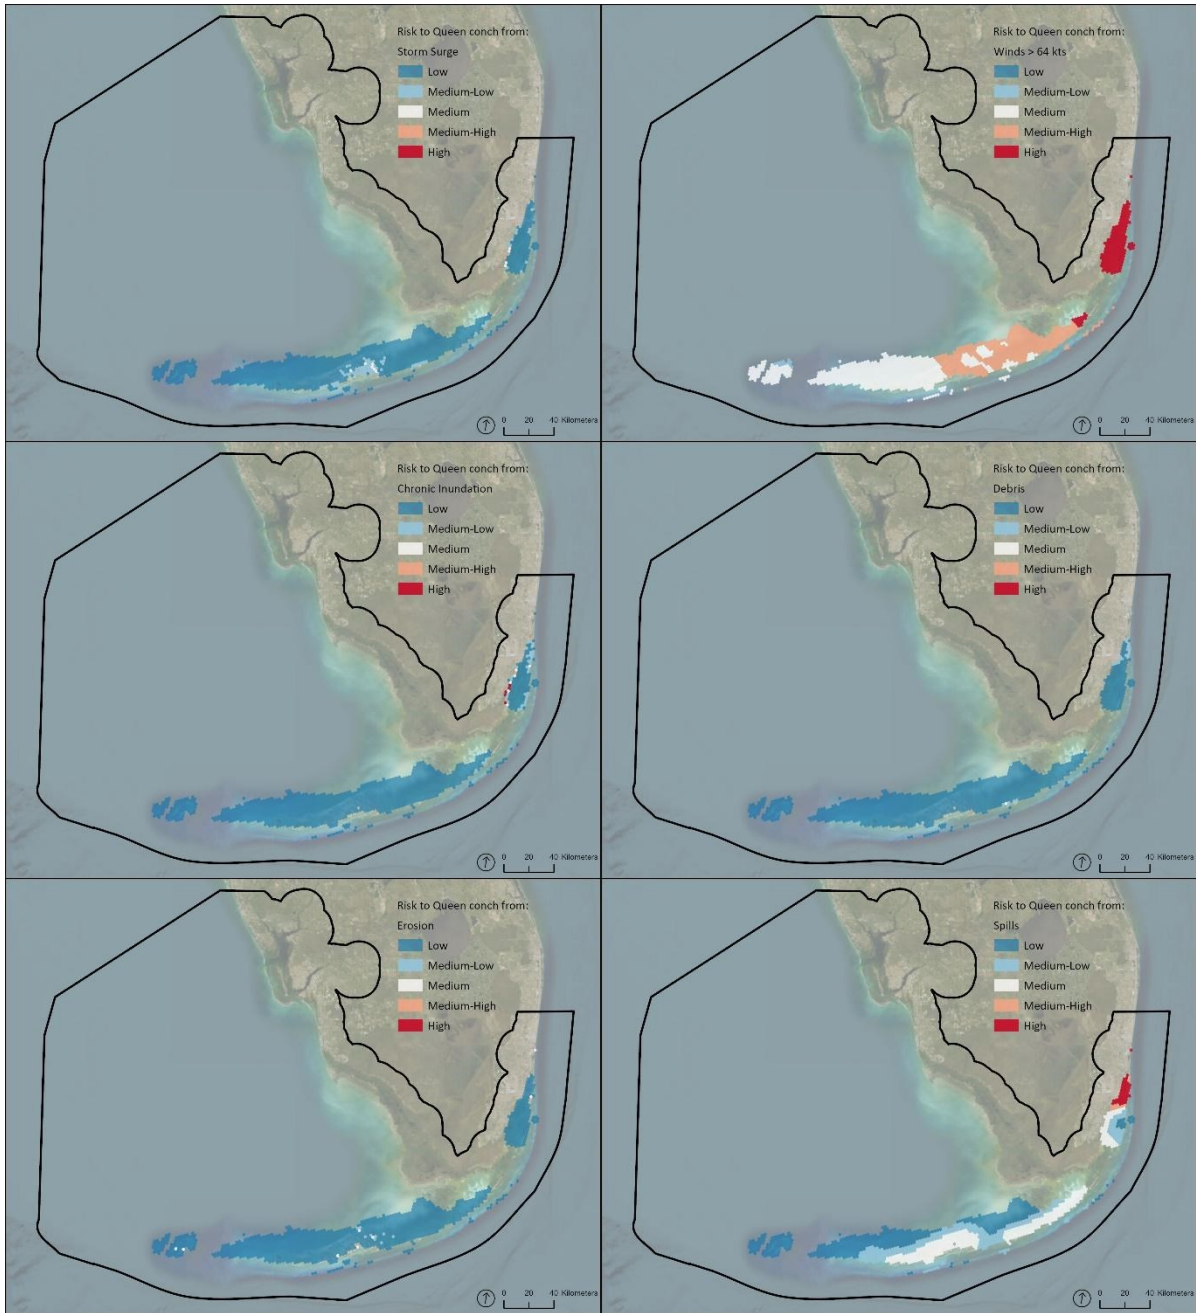 Risk to Queen conch from:
Storm Surge
Low
Medium-Low
Medium
Medium-High
High
0 20 40 Kilometers
Risk to Queen conch from:
Winds > 64 kts
Low
Medium-Low
Medium
Medium-High
High
0 20 40 Kilometers
Risk to Queen conch from:
Chronic Inundation
Low
Medium-Low
Medium
Medium-High
High
0 20 40 Kilometers
Risk to Queen conch from:
Debris
Low
Medium-Low
Medium
Medium-High
High
0 20 40 Kilometers
Risk to Queen conch from:
Erosion
Low
Medium-Low
Medium
Medium-High
High
0 20 40 Kilometers
Risk to Queen conch from:
Spills
Low
Medium-Low
Medium
Medium-High
High
0 20 40 Kilometers